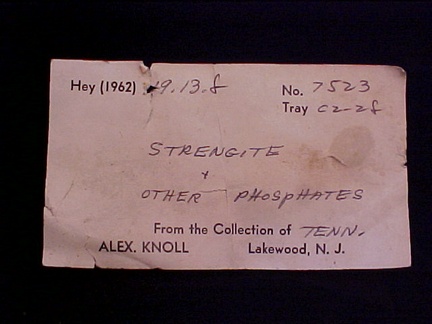 Hey (1962) 19.13.8 No. 7523
Tray C2-28
STRENGITE
+
OTHER PHOSPHATES
From the Collection of TENN.
ALEX. KNOLL Lakewood, N. J.